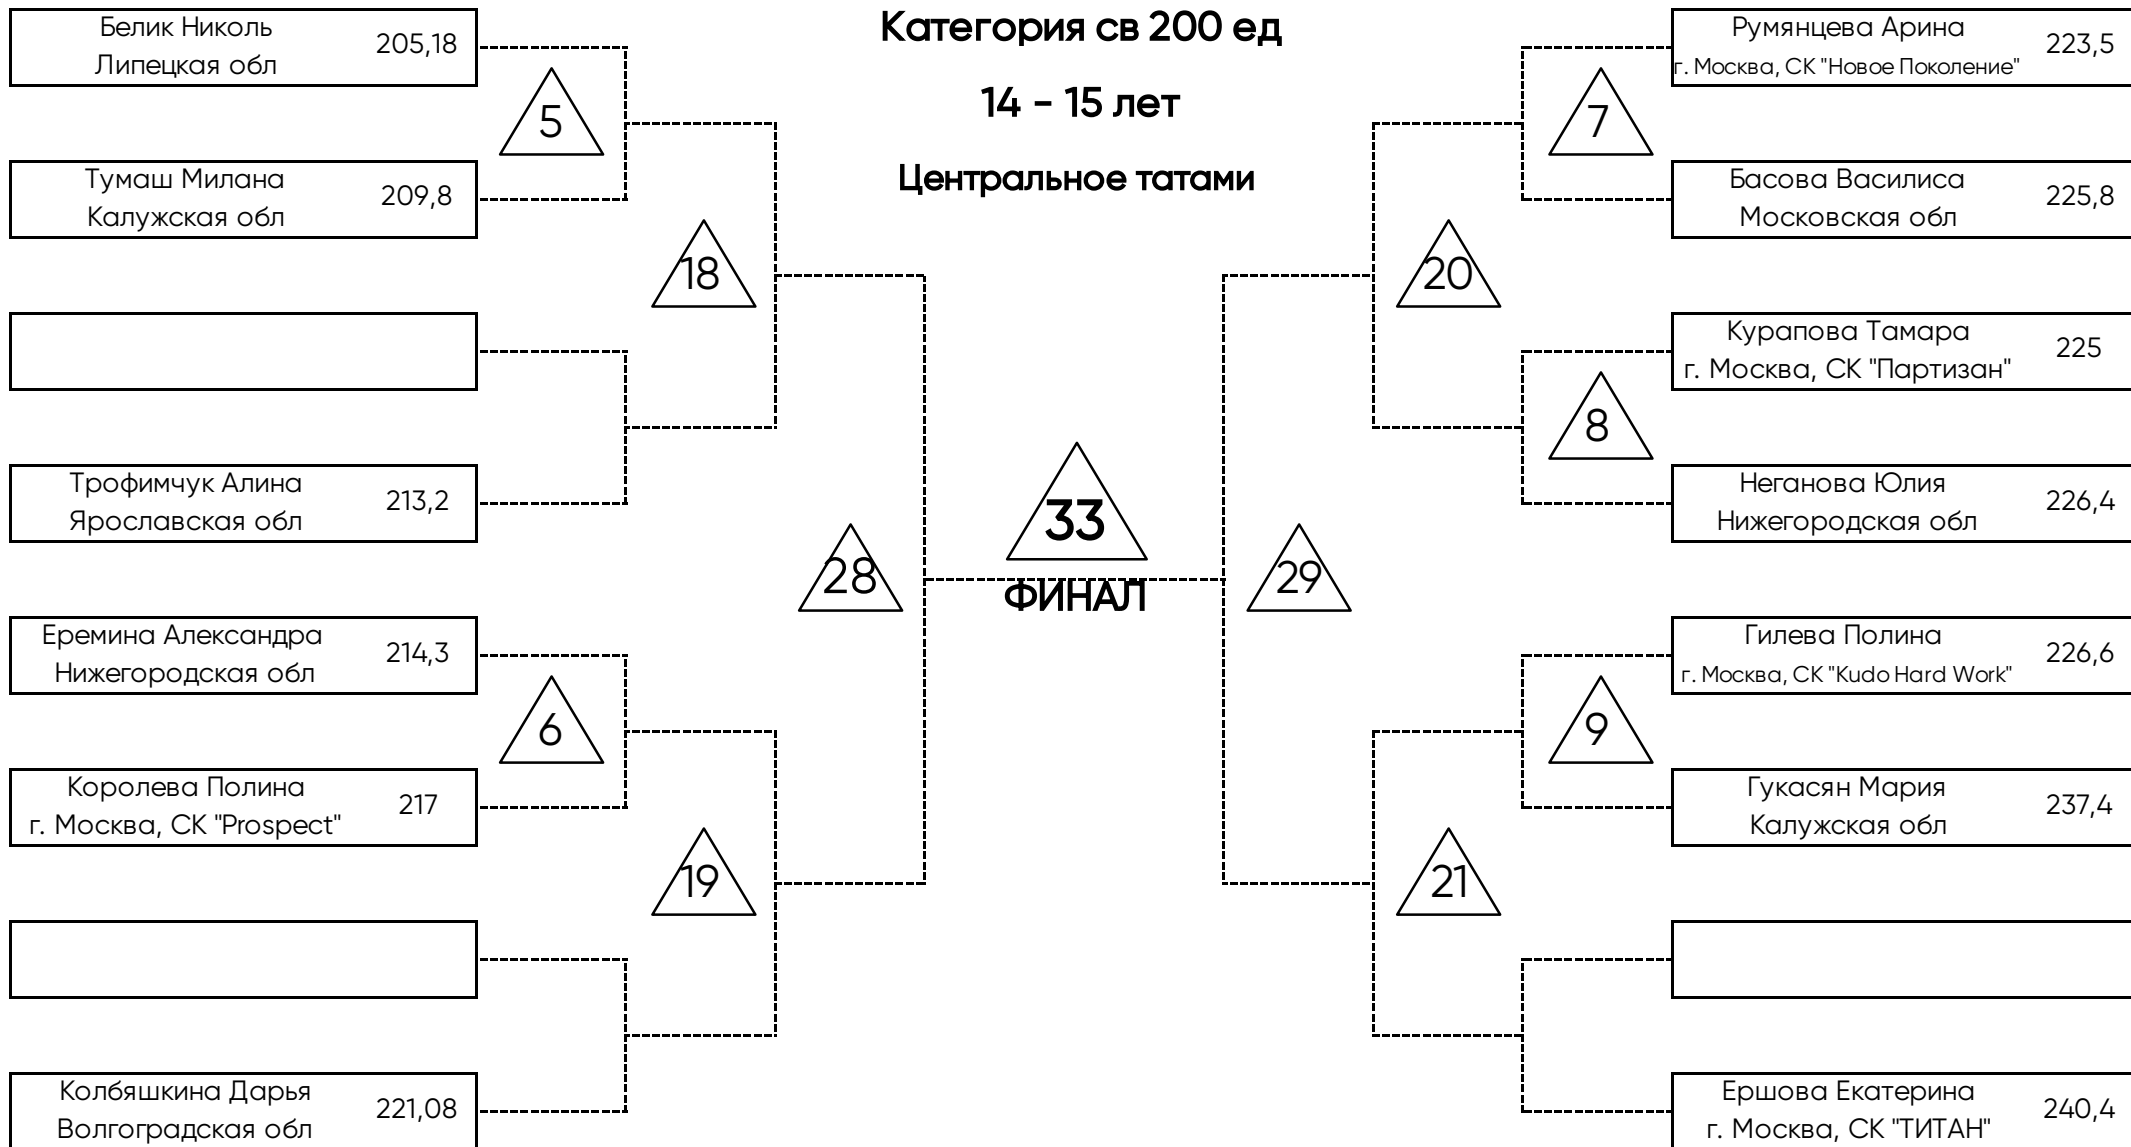 Категория св 200 ед
14 - 15 лет
Центральное татами
Белик Николь
Липецкая обл
205,18
5
Тумаш Милана
Калужская обл
209,8
18
Трофимчук Алина
Ярославская обл
213,2
28
Еремина Александра
Нижегородская обл
214,3
6
Королева Полина
г. Москва, СК "Prospect"
217
19
Колбяшкина Дарья
Волгоградская обл
221,08
33
ФИНАЛ
Румянцева Арина
г. Москва, СК "Новое Поколение"
223,5
7
Басова Василиса
Московская обл
225,8
20
Курапова Тамара
г. Москва, СК "Партизан"
225
8
Неганова Юлия
Нижегородская обл
226,4
29
Гилева Полина
г. Москва, СК "Kudo Hard Work"
226,6
9
Гукасян Мария
Калужская обл
237,4
21
Ершова Екатерина
г. Москва, СК "ТИТАН"
240,4